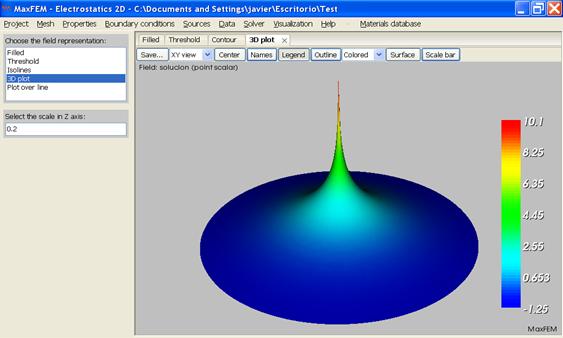 MaxFEM - Electrostatics 2D - C:\Documents and Settings\javier\Escritorio\Test
Project Mesh Properties Boundary conditions Sources Data Solver Visualization Help Materials database
Choose the field representation:
Filled
Threshold
Isolines
3D plot
Plot over line
Select the scale in Z axis:
0.2
Filled Threshold Contour 3D plot
Save... XY view Center Names Legend Outline Colored Surface Scale bar
Field: solucion (point scalar)
10.1
8.25
6.35
4.45
2.55
0.653
-1.25
MaxFEM